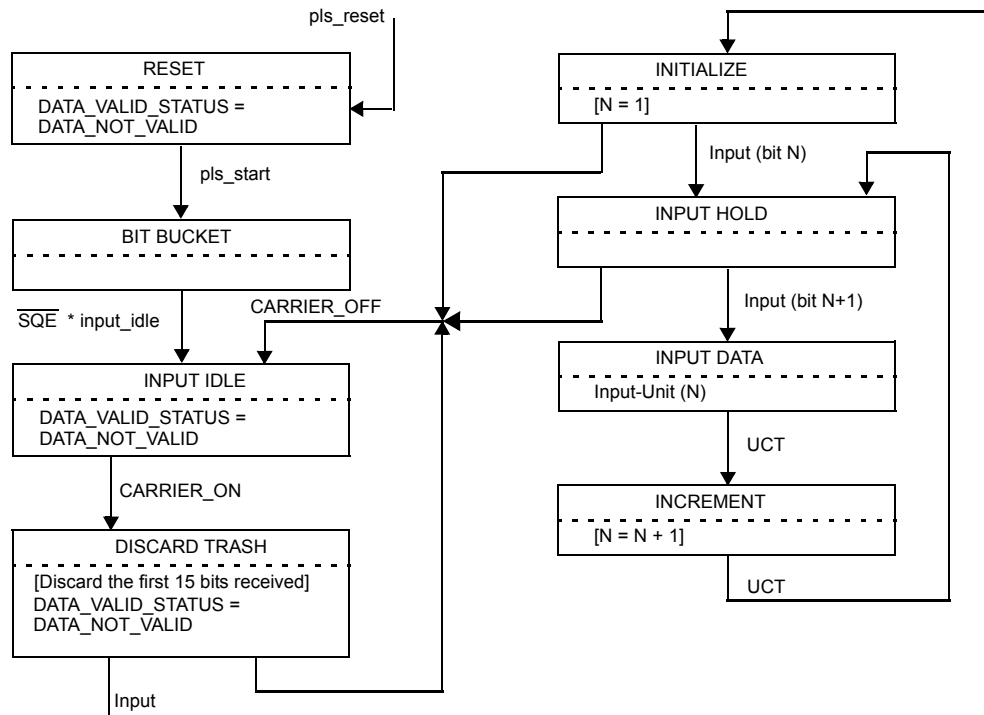 pls_reset
RESET
DATA_VALID_STATUS =
DATA_NOT_VALID
pls_start
BIT BUCKET
S̅Q̅E̅ * input_idle
CARRIER_OFF
INPUT IDLE
DATA_VALID_STATUS =
DATA_NOT_VALID
CARRIER_ON
DISCARD TRASH
[Discard the first 15 bits received]
DATA_VALID_STATUS =
DATA_NOT_VALID
Input
INITIALIZE
[N = 1]
Input (bit N)
INPUT HOLD
Input (bit N+1)
INPUT DATA
Input-Unit (N)
UCT
INCREMENT
[N = N + 1]
UCT